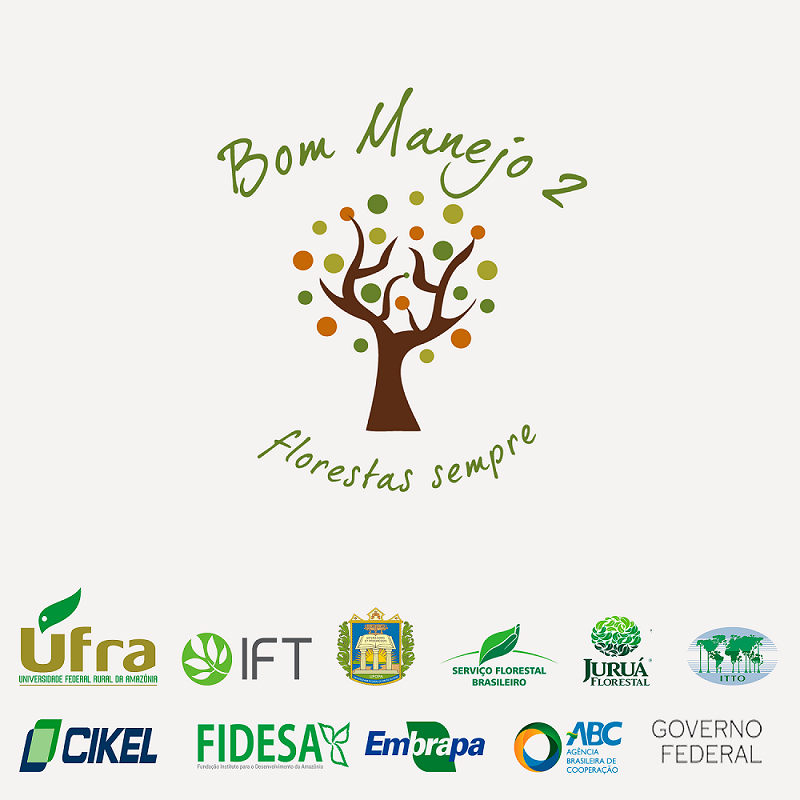 Bom Manejo 2
florestas sempre
Ufra
UNIVERSIDADE FEDERAL RURAL DA AMAZÔNIA
IFT
UFOPA
SERVIÇO FLORESTAL
BRASILEIRO
JURUÁ
FLORESTAL
ITTO
CIKEL
FIDESA
Fundação Instituto para o Desenvolvimento da Amazônia
Embrapa
ABC
AGÊNCIA
BRASILEIRA DE
COOPERAÇÃO
GOVERNO
FEDERAL